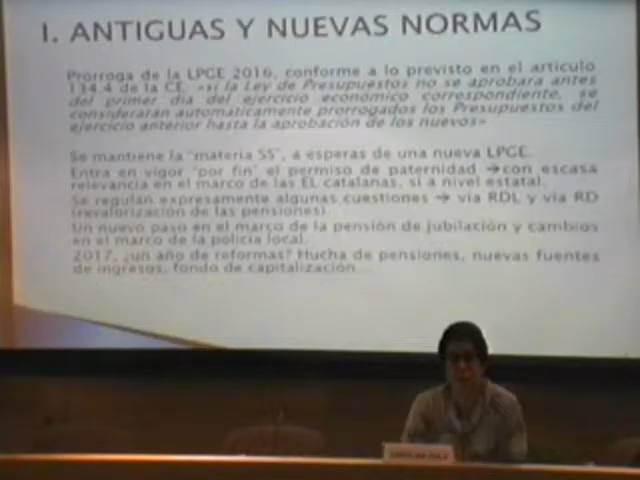 I. ANTIGUAS Y NUEVAS NORMAS
Prórroga de la LPGE 2016, conforme a lo previsto en el artículo
134.4 de la CE, «si la Ley de Presupuestos no se aprobara antes
del primer día del ejercicio económico correspondiente, se
considerarán automáticamente prorrogados los Presupuestos del
ejercicio anterior hasta la aprobación de los nuevos»
Se mantiene la "materia SS", a esperas de una nueva LPGE.
Entra en vigor "por fin" el permiso de paternidad →con escasa
relevancia en el marco de las EL catalanas, sí a nivel estatal.
Se regulan expresamente algunas cuestiones → vía RDL y vía RD
(revalorización de las pensiones).
Un nuevo paso en el marco de la pensión de jubilación y cambios
en el marco de la policía local.
2017, ¿un año de reformas? Hucha de pensiones, nuevas fuentes
de ingresos, fondo de capitalización...